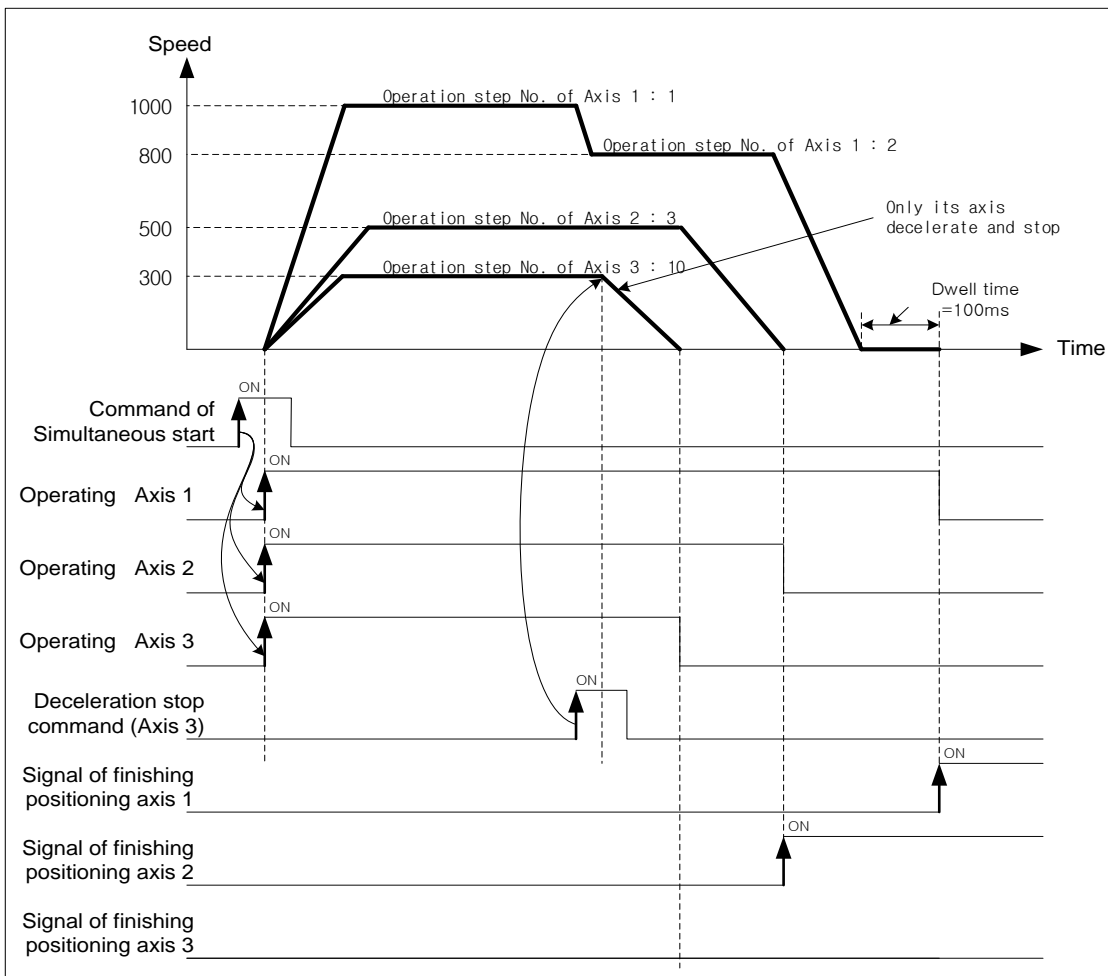 Speed
1000
Operation step No. of Axis 1 : 1
800
Operation step No. of Axis 1 : 2
Only its axis
decelerate and stop
500
Operation step No. of Axis 2 : 3
300
Operation step No. of Axis 3 : 10
Dwell time
=100ms
Time
ON
Command of
Simultaneous start
ON
Operating Axis 1
ON
Operating Axis 2
ON
Operating Axis 3
ON
Deceleration stop
command (Axis 3)
ON
Signal of finishing
positioning axis 1
ON
Signal of finishing
positioning axis 2
Signal of finishing
positioning axis 3